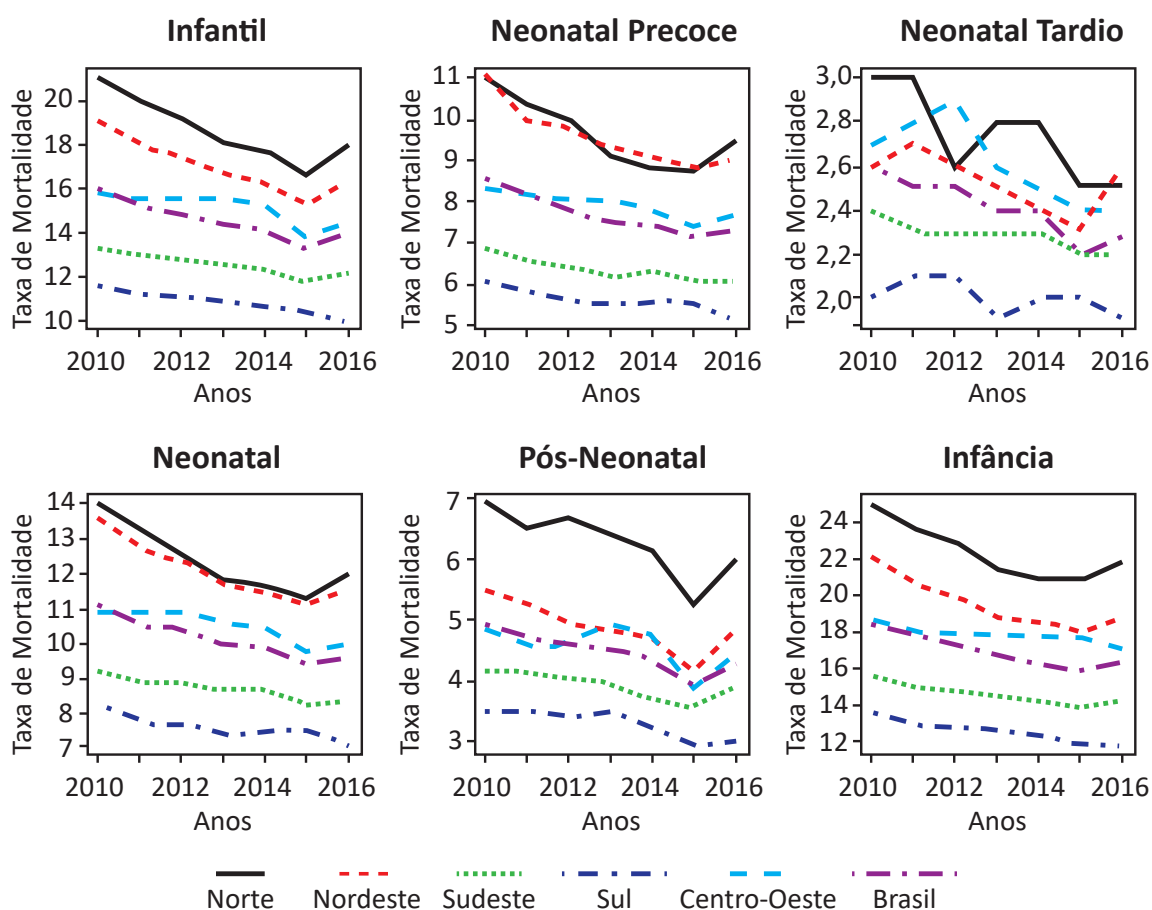 Infantil
Taxa de Mortalidade
20
18
16
14
12
10
2010 2012 2014 2016
Anos
Neonatal Precoce
Taxa de Mortalidade
11
10
9
8
7
6
5
2010 2012 2014 2016
Anos
Neonatal Tardio
Taxa de Mortalidade
3,0
2,8
2,6
2,4
2,2
2,0
2010 2012 2014 2016
Anos
Neonatal
Taxa de Mortalidade
14
13
12
11
10
9
8
7
2010 2012 2014 2016
Anos
Pós-Neonatal
Taxa de Mortalidade
7
6
5
4
3
2010 2012 2014 2016
Anos
Infância
Taxa de Mortalidade
24
22
20
18
16
14
12
2010 2012 2014 2016
Anos
Norte Nordeste Sudeste Sul Centro-Oeste Brasil